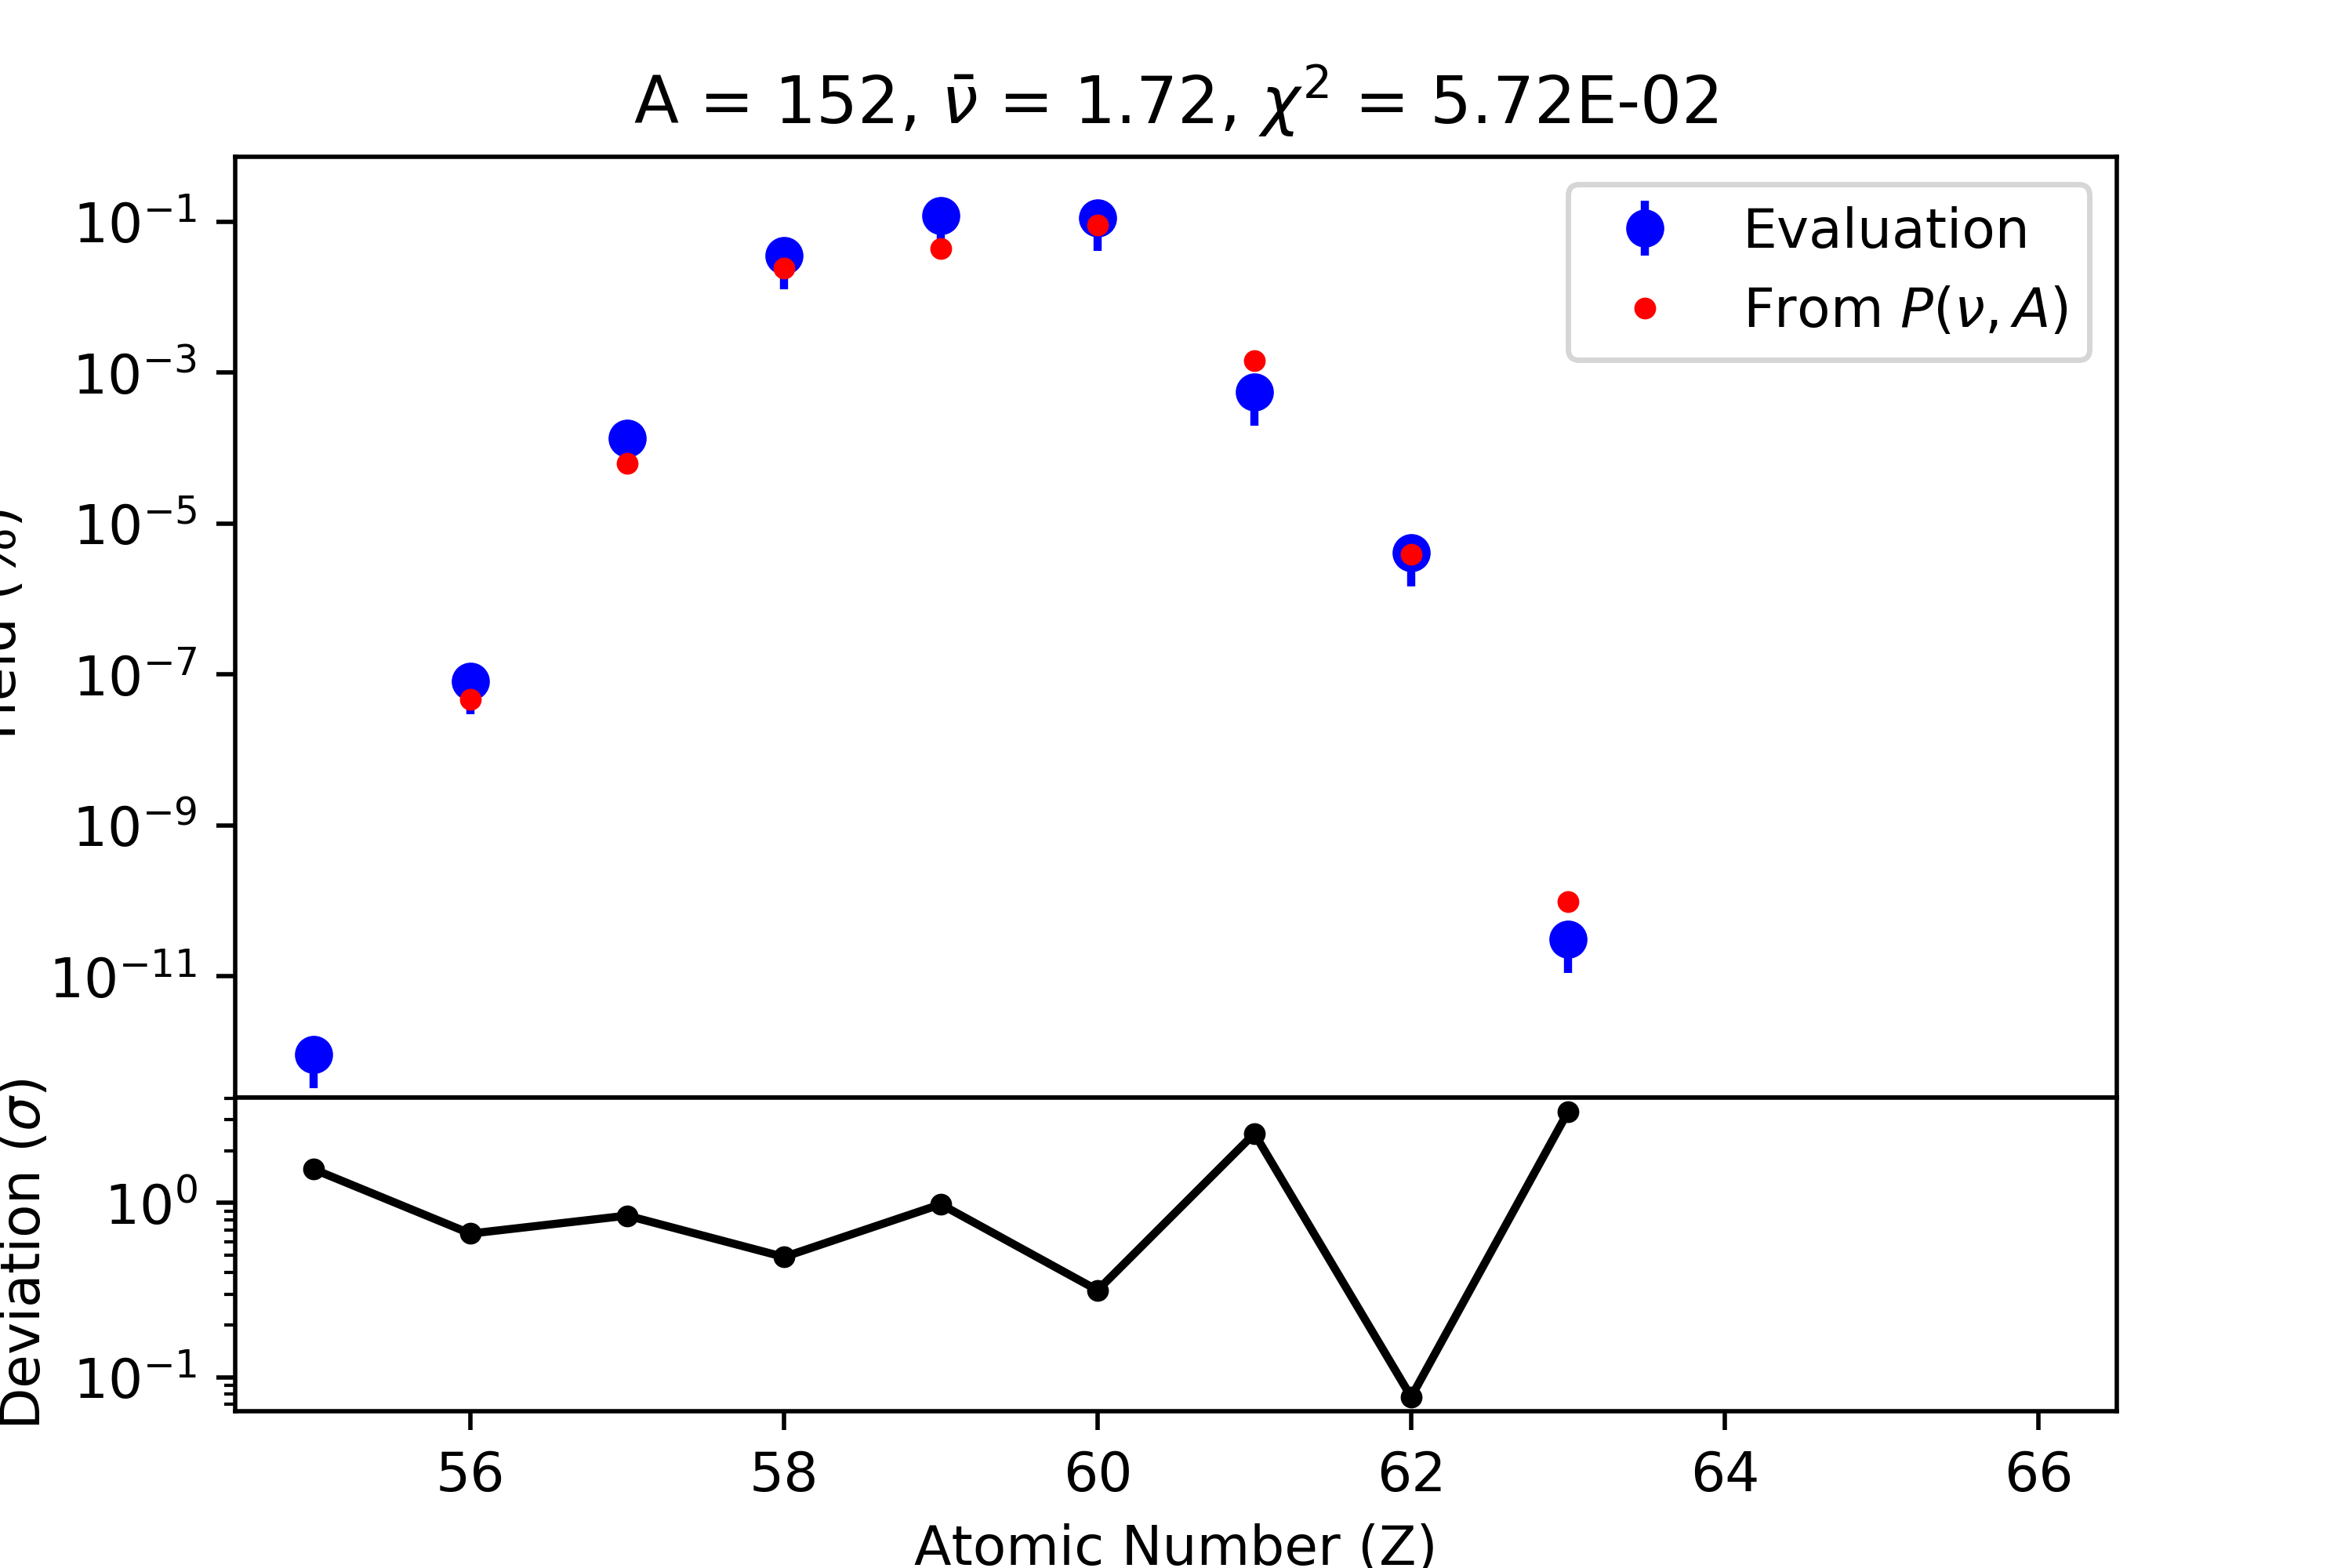 A = 152, ν̄ = 1.72, χ² = 5.72E-02
Evaluation
From P(ν, A)
10⁻¹
10⁻³
10⁻⁵
10⁻⁷
10⁻⁹
10⁻¹¹
(%)
Deviation (σ)
10⁰
10⁻¹
56 58 60 62 64 66
Atomic Number (Z)